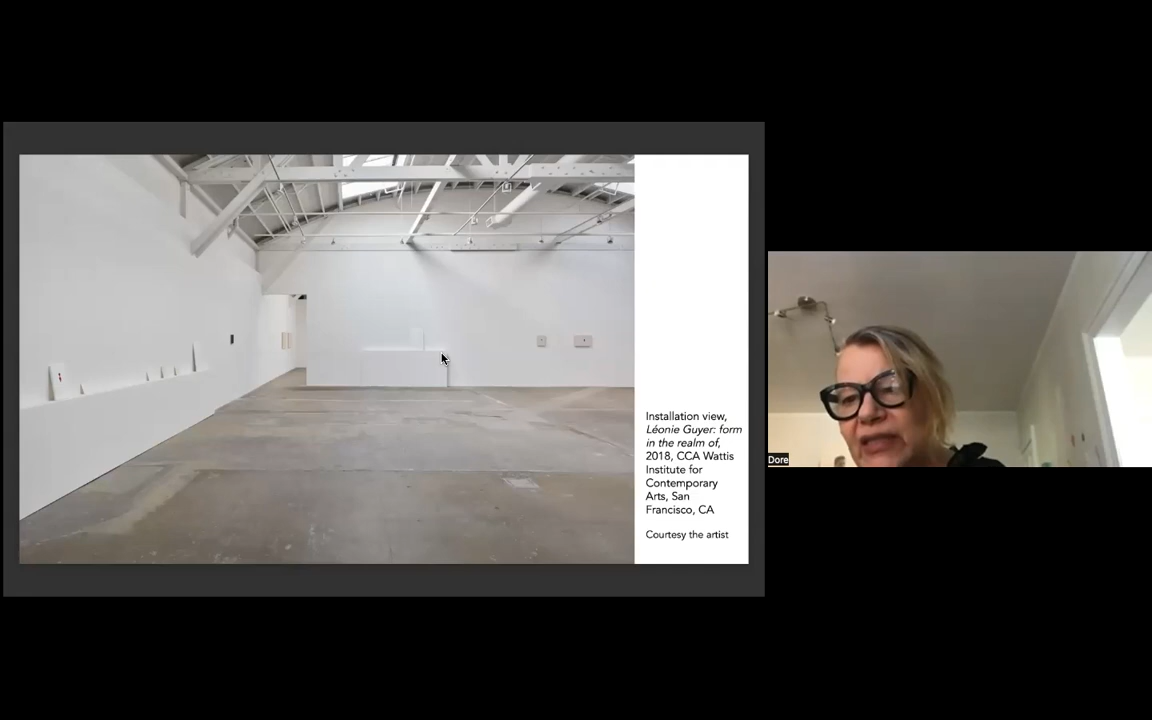 Installation view,
Léonie Guyer: form
in the realm of,
2018, CCA Wattis
Institute for
Contemporary
Arts, San
Francisco, CA
Courtesy the artist
Dore